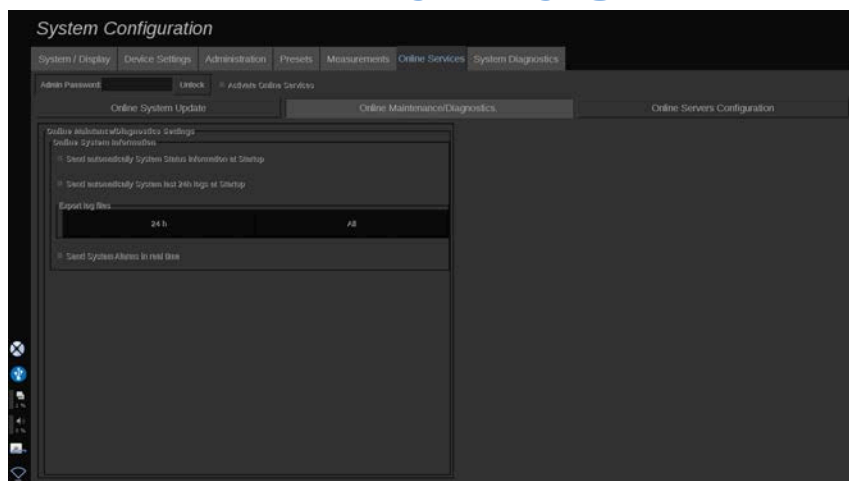 System Configuration
System / Display Device Settings Administration Presets Measurements Online Services System Diagnostics
Admin Password: Unlock Activate Online Services
Online System Update Online Maintenance/Diagnostics. Online Servers Configuration
Online Maintance/Diagnostics Settings
Online System Information
Send automatically System Status Information at Startup
Send automatically System last 24h logs at Startup
Export log files
24 h All
Send System Alarms in real time